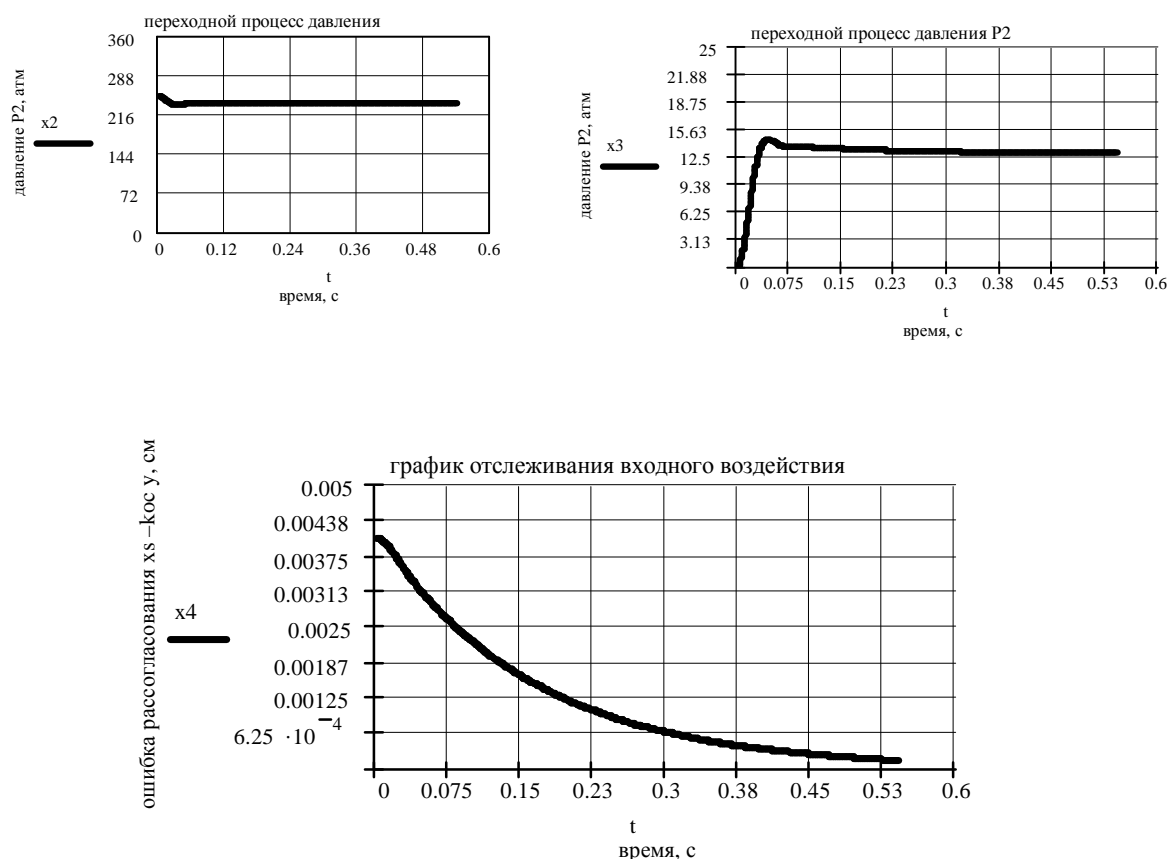 переходной процесс давления
давление P2, атм
x2
360
288
216
144
72
0
0 0.12 0.24 0.36 0.48 0.6
t
время, с
переходной процесс давления P2
давление P2, атм
x3
25
21.88
18.75
15.63
12.5
9.38
6.25
3.13
0 0.075 0.15 0.23 0.3 0.38 0.45 0.53 0.6
t
время, с
график отслеживания входного воздействия
ошибка рассогласования xs –koc y, см
x4
0.005
0.00438
0.00375
0.00313
0.0025
0.00187
0.00125
6.25 ·10 −4
0 0.075 0.15 0.23 0.3 0.38 0.45 0.53 0.6
t
время, с